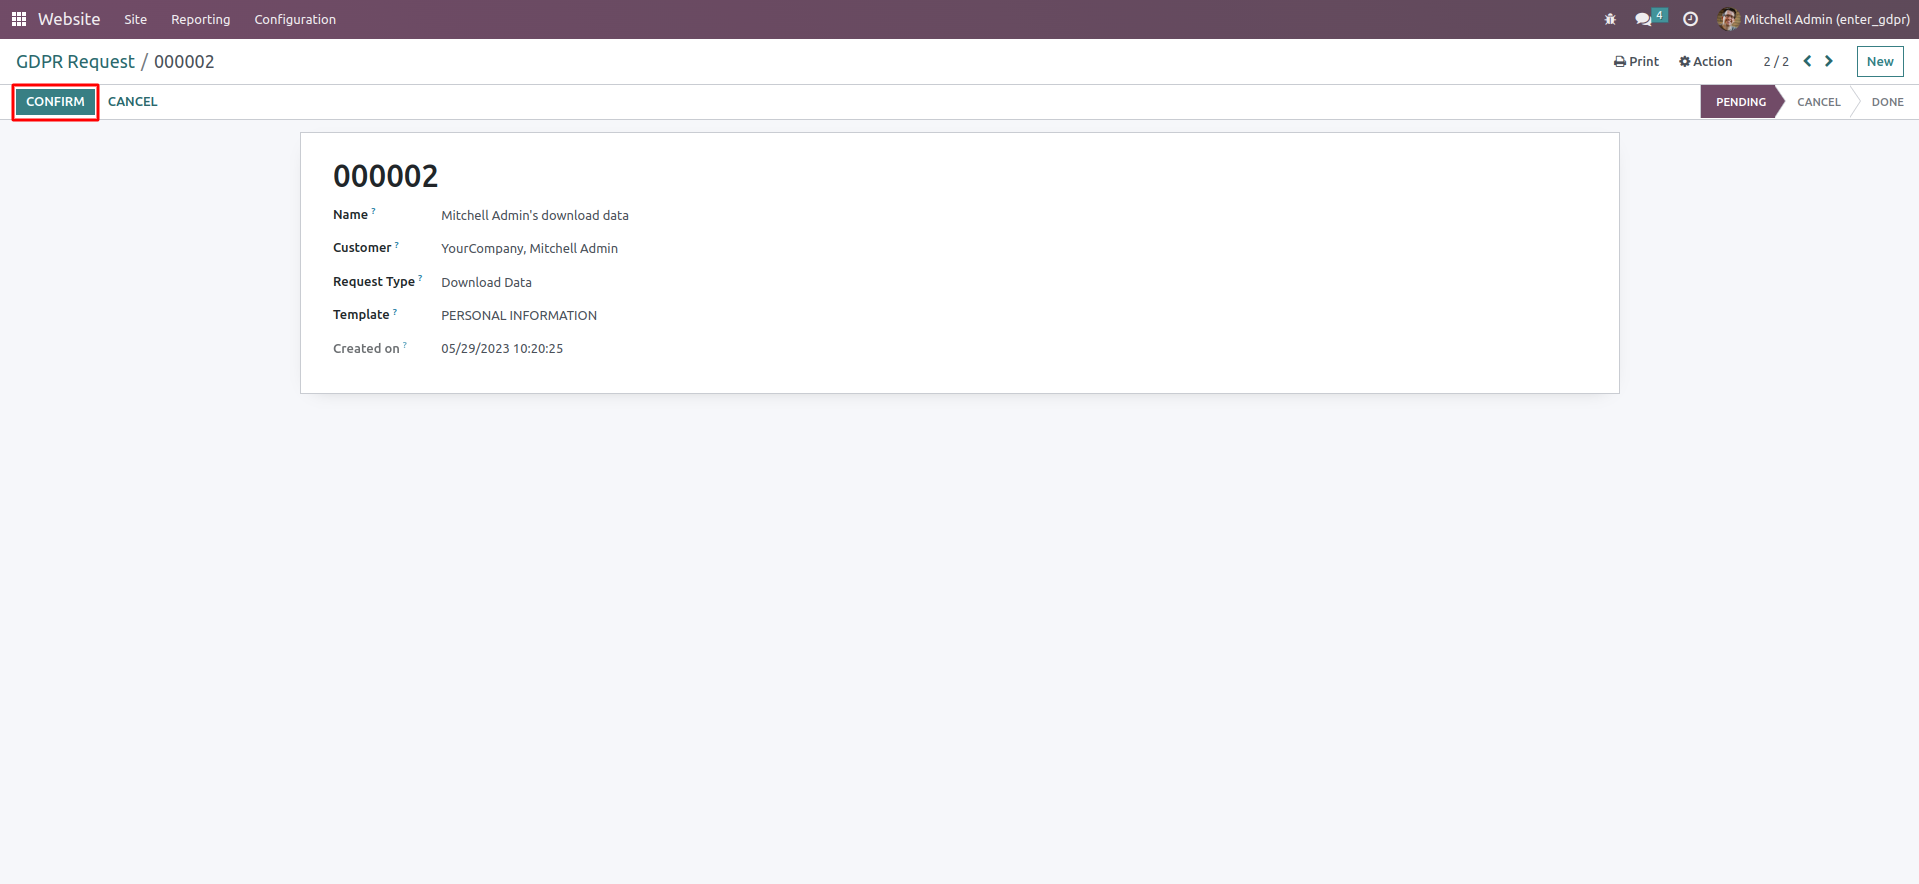 Website Site Reporting Configuration 4 Mitchell Admin (enter_gdpr)
GDPR Request / 000002 Print Action 2 / 2 New
CONFIRM CANCEL PENDING CANCEL DONE
000002
Name ? Mitchell Admin's download data
Customer ? YourCompany, Mitchell Admin
Request Type ? Download Data
Template ? PERSONAL INFORMATION
Created on ? 05/29/2023 10:20:25